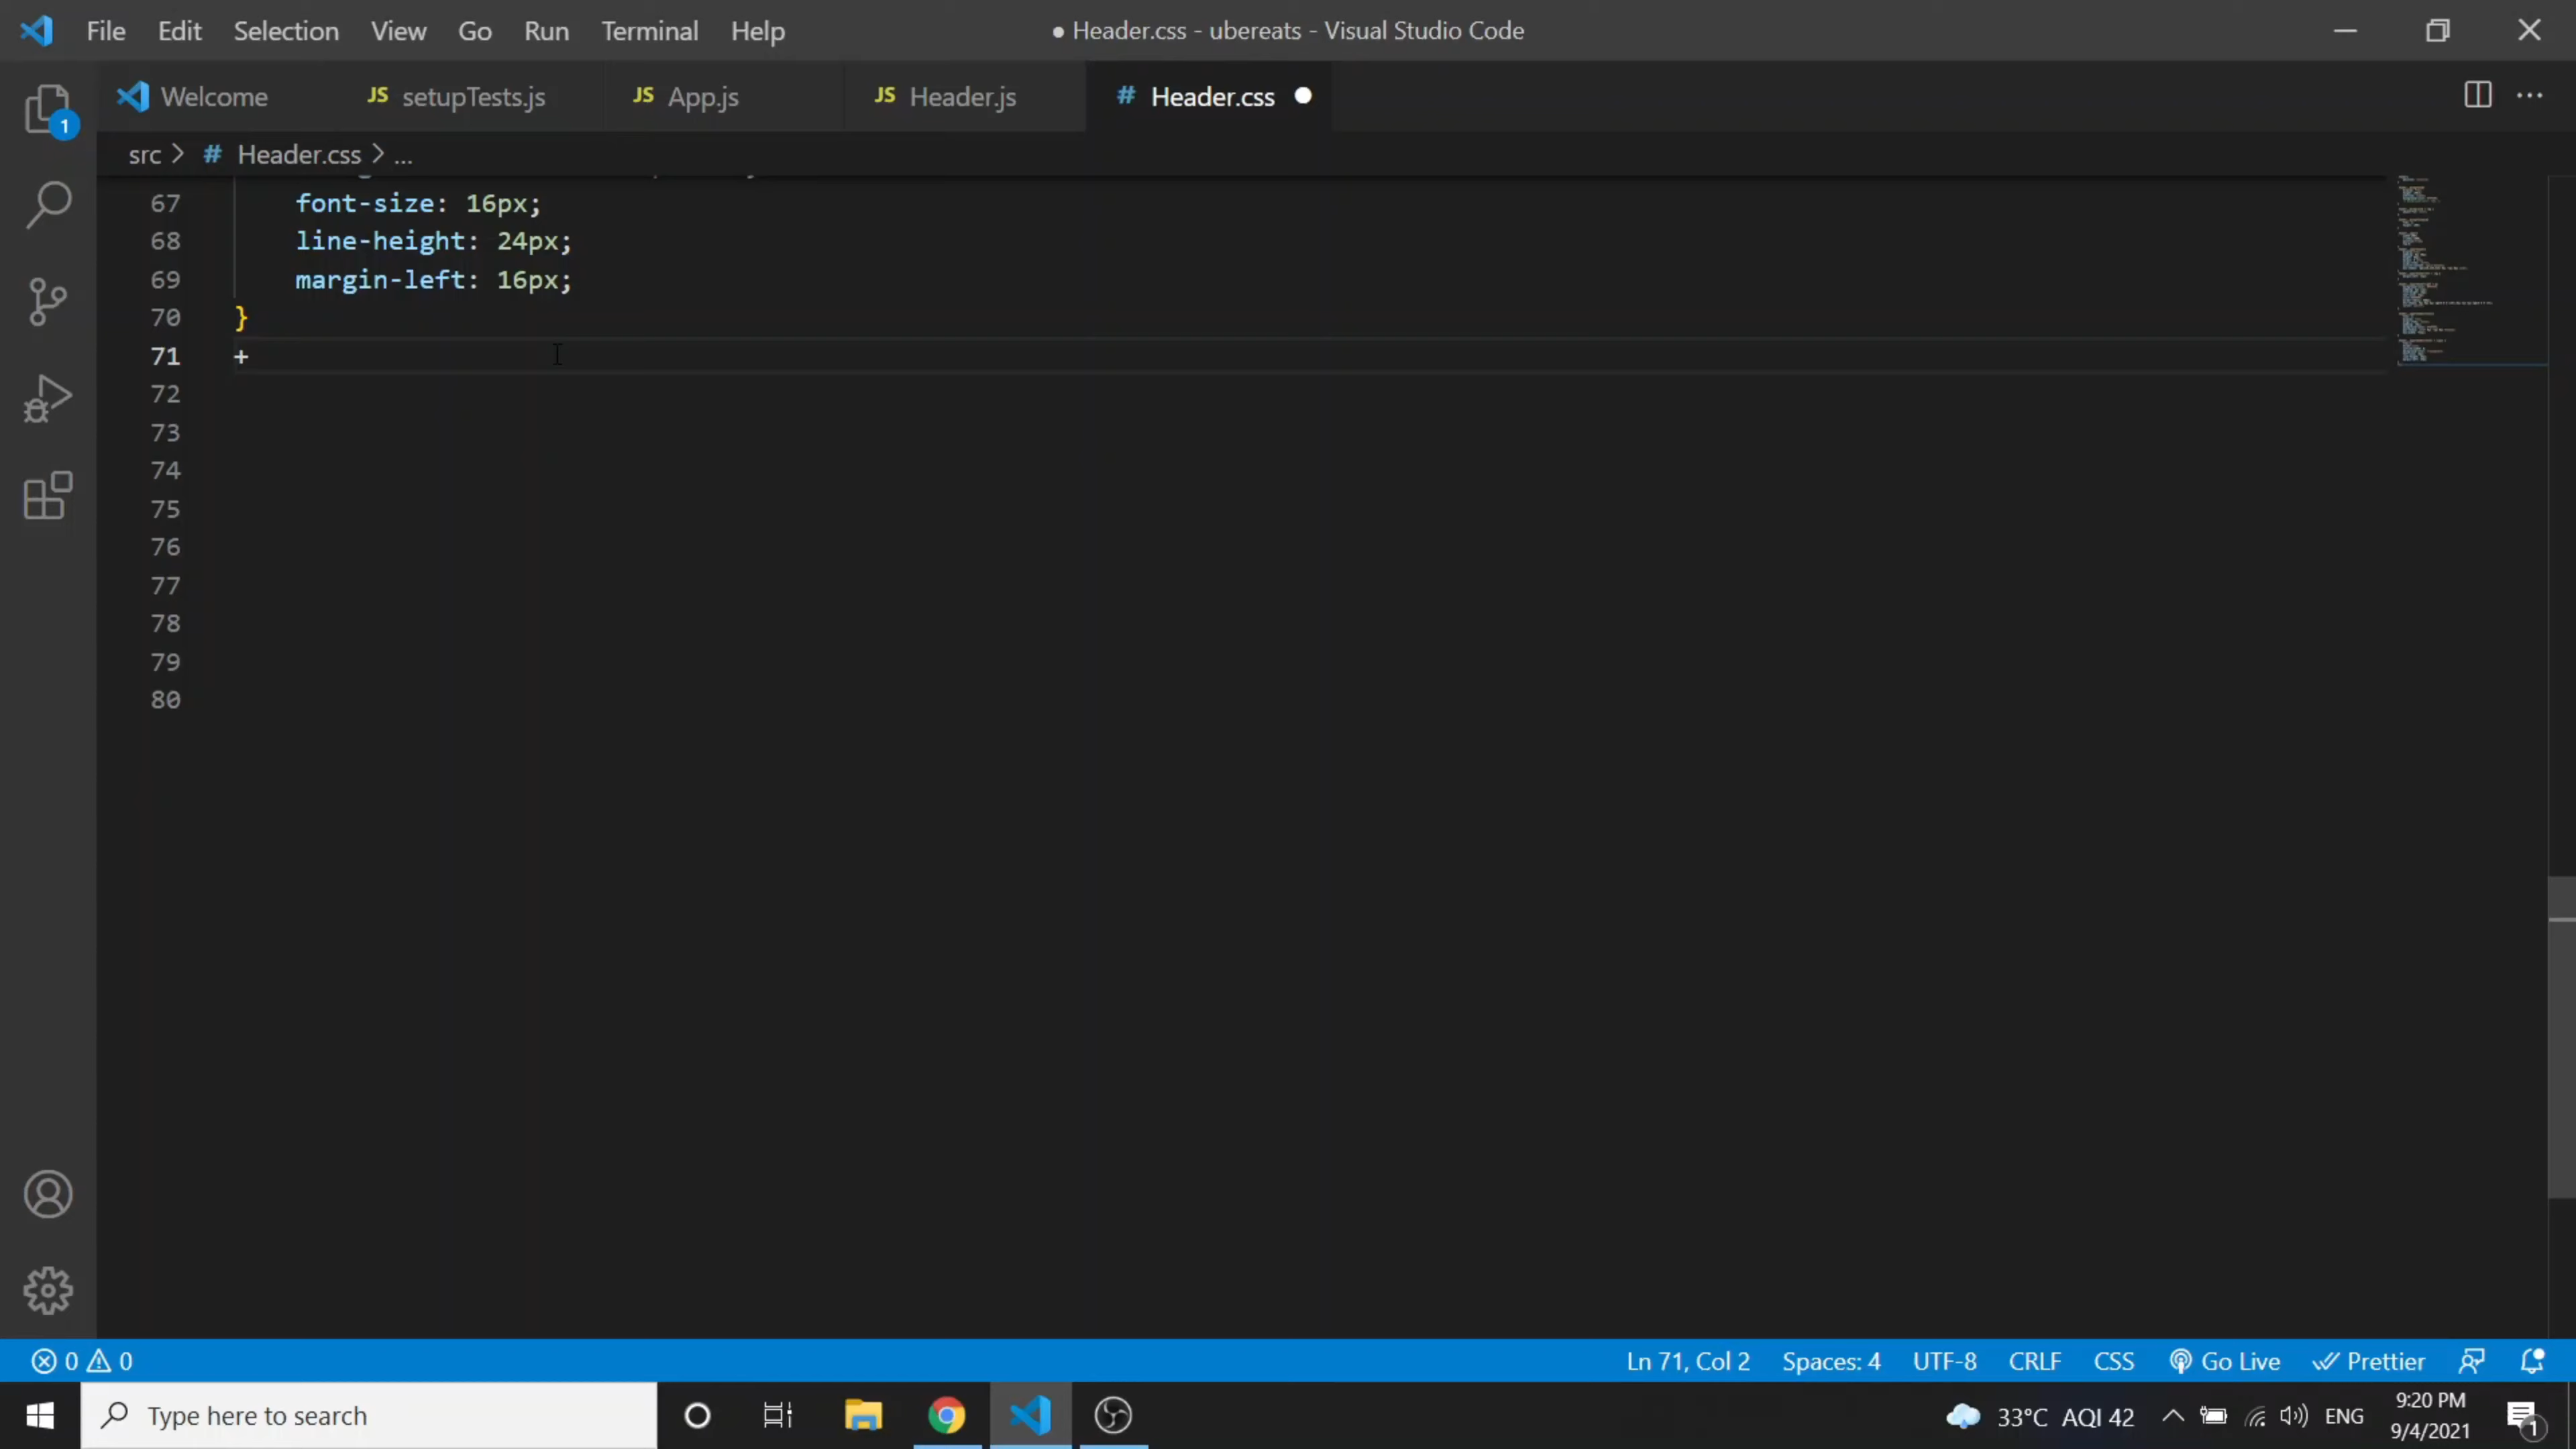 File Edit Selection View Go Run Terminal Help ● Header.css - ubereats - Visual Studio Code
Welcome JS setupTests.js JS App.js JS Header.js # Header.css ●
1
src > # Header.css > ...
67 font-size: 16px;
68 line-height: 24px;
69 margin-left: 16px;
70 }
71 +
72
73
74
75
76
77
78
79
80
0 0 Ln 71, Col 2 Spaces: 4 UTF-8 CRLF CSS Go Live Prettier
Type here to search 33°C AQI 42 ENG 9:20 PM
9/4/2021 1